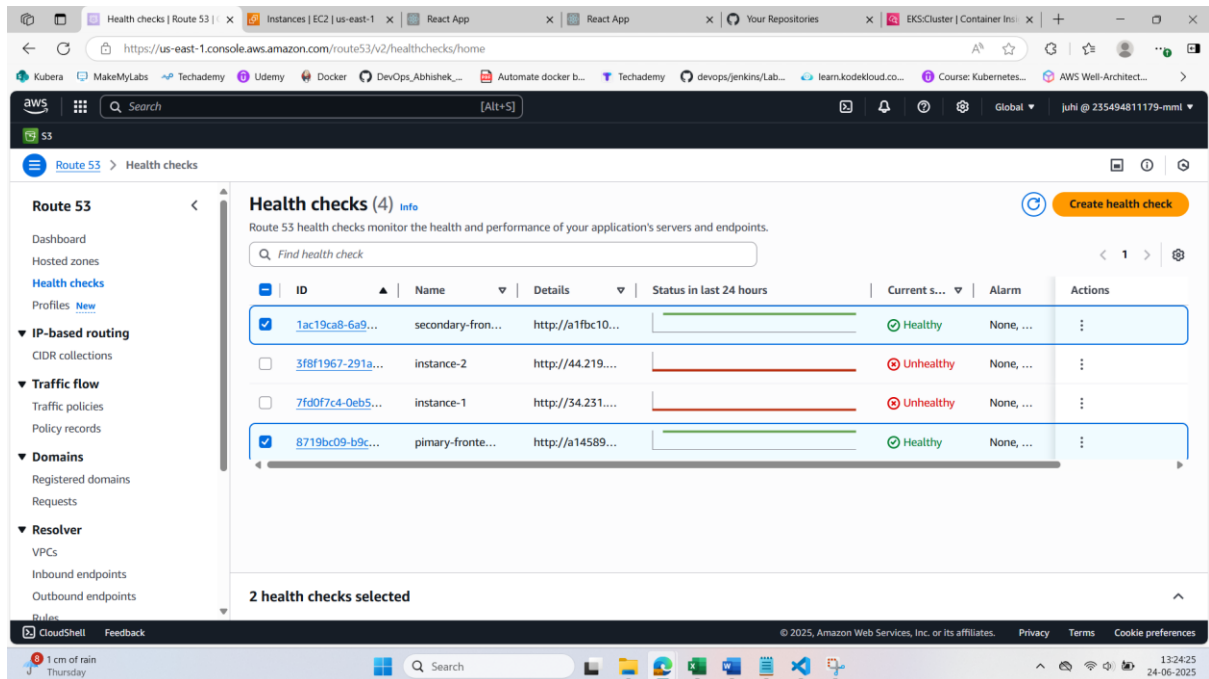 Health checks | Route 53 | G
Instances | EC2 | us-east-1
React App
React App
Your Repositories
EKS:Cluster | Container Insi
https://us-east-1.console.aws.amazon.com/route53/v2/healthchecks/home
Kubera
MakeMyLabs
Techademy
Udemy
Docker
DevOps_Abhishek_...
Automate docker b...
Techademy
devops/jenkins/Lab...
learn.kodekloud.co...
Course: Kubernetes...
AWS Well-Architect...
aws
Search
[Alt+S]
Global
juhi @ 235494811179-mml
S3
Route 53 > Health checks
Route 53
Dashboard
Hosted zones
Health checks
Profiles New
IP-based routing
CIDR collections
Traffic flow
Traffic policies
Policy records
Domains
Registered domains
Requests
Resolver
VPCs
Inbound endpoints
Outbound endpoints
Rules
Health checks (4) Info
Create health check
Route 53 health checks monitor the health and performance of your application's servers and endpoints.
Find health check
1
ID Name Details Status in last 24 hours Current s... Alarm Actions
1ac19ca8-6a9... secondary-fron... http://a1fbc10... Healthy None, ...
3f8f1967-291a... instance-2 http://44.219.... Unhealthy None, ...
7fd0f7c4-0eb5... instance-1 http://34.231.... Unhealthy None, ...
8719bc09-b9c... pimary-fronte... http://a14589... Healthy None, ...
2 health checks selected
CloudShell Feedback
© 2025, Amazon Web Services, Inc. or its affiliates. Privacy Terms Cookie preferences
8
1 cm of rain
Thursday
Search
13:24:25
24-06-2025